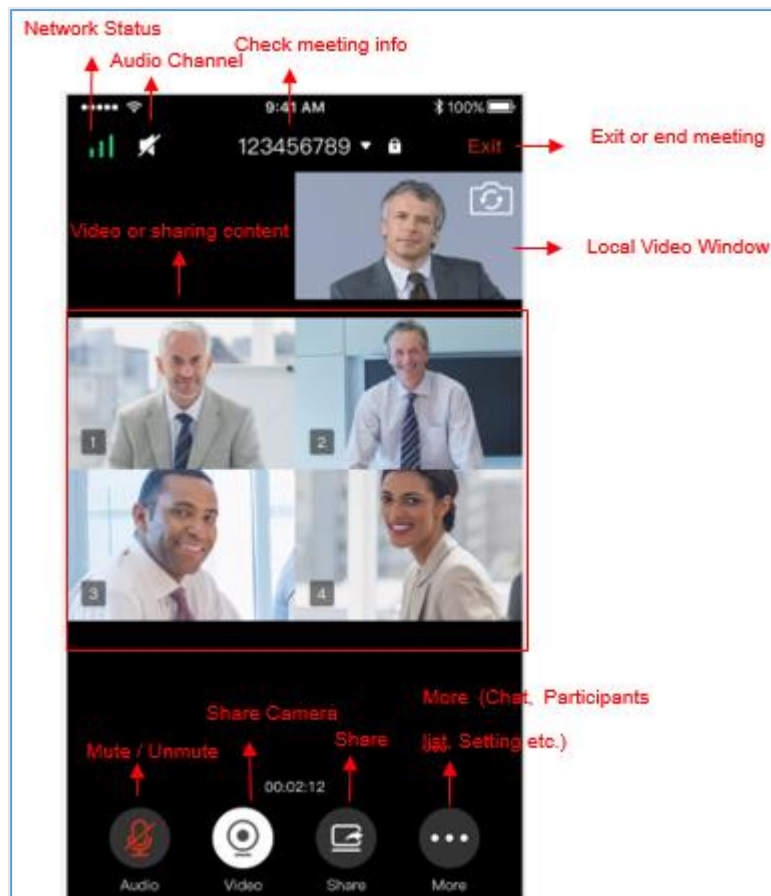 Network Status
Check meeting info
Audio Channel
9:41 AM
100%
123456789
Exit
Exit or end meeting
Video or sharing content
Local Video Window
1
2
3
4
More (Chat, Participants
Share Camera
Share
list, Setting etc.)
Mute / Unmute
00:02:12
Audio
Video
Share
More